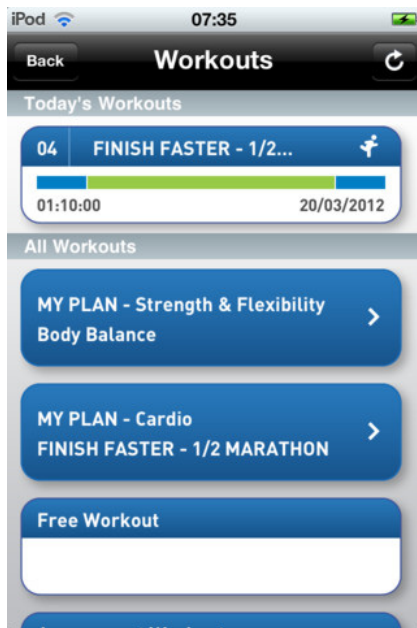 iPod 07:35
Back Workouts
Today's Workouts
04 FINISH FASTER - 1/2...
01:10:00 20/03/2012
All Workouts
MY PLAN - Strength & Flexibility
Body Balance
MY PLAN - Cardio
FINISH FASTER - 1/2 MARATHON
Free Workout